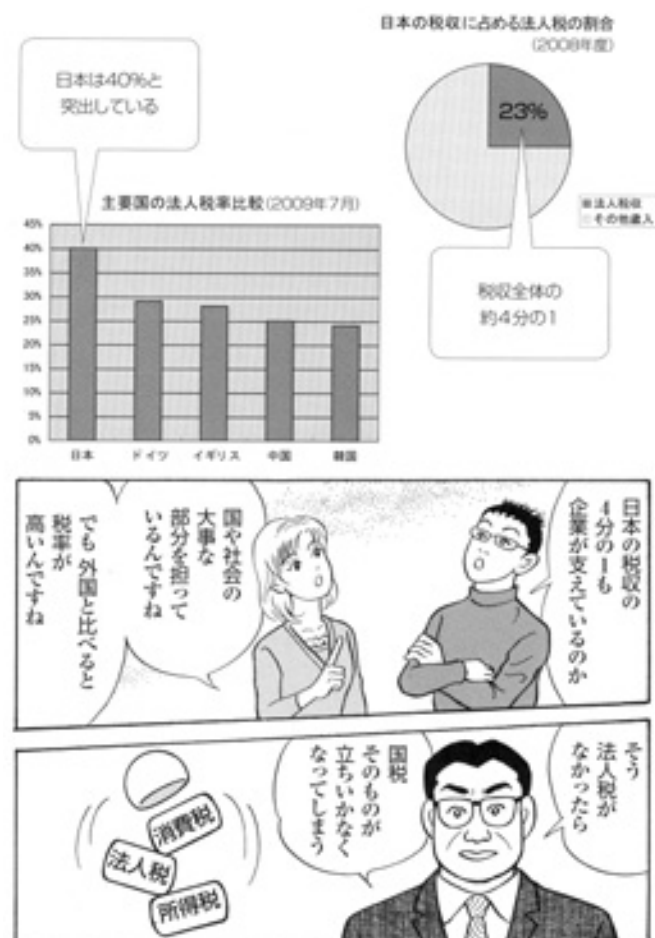 日本の税収に占める法人税の割合
(2008年度)
日本は40%と
突出している
23%
■法人税収
その他歳入
税収全体の
約4分の1
主要国の法人税率比較(2009年7月)
45%
40%
35%
30%
25%
20%
15%
10%
5%
0%
日本
ドイツ
イギリス
中国
韓国
日本の税収の
4分の1も
企業が支えているのか
国や社会の
大事な
部分を担って
いるんですね
でも 外国と比べると
税率が
高いんですね
そう
法人税が
なかったら
国税
そのものが
立ちいかなく
なってしまう
消費税
法人税
所得税